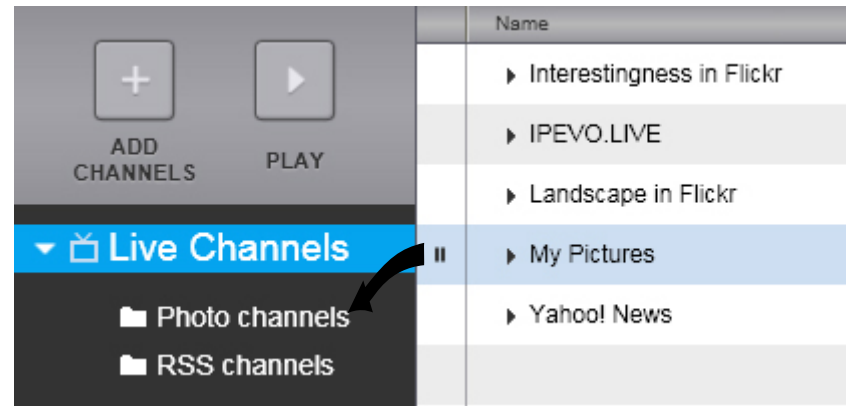 ADD
CHANNELS
PLAY
Live Channels
Photo channels
RSS channels
Name
Interestingness in Flickr
IPEVO.LIVE
Landscape in Flickr
My Pictures
Yahoo! News